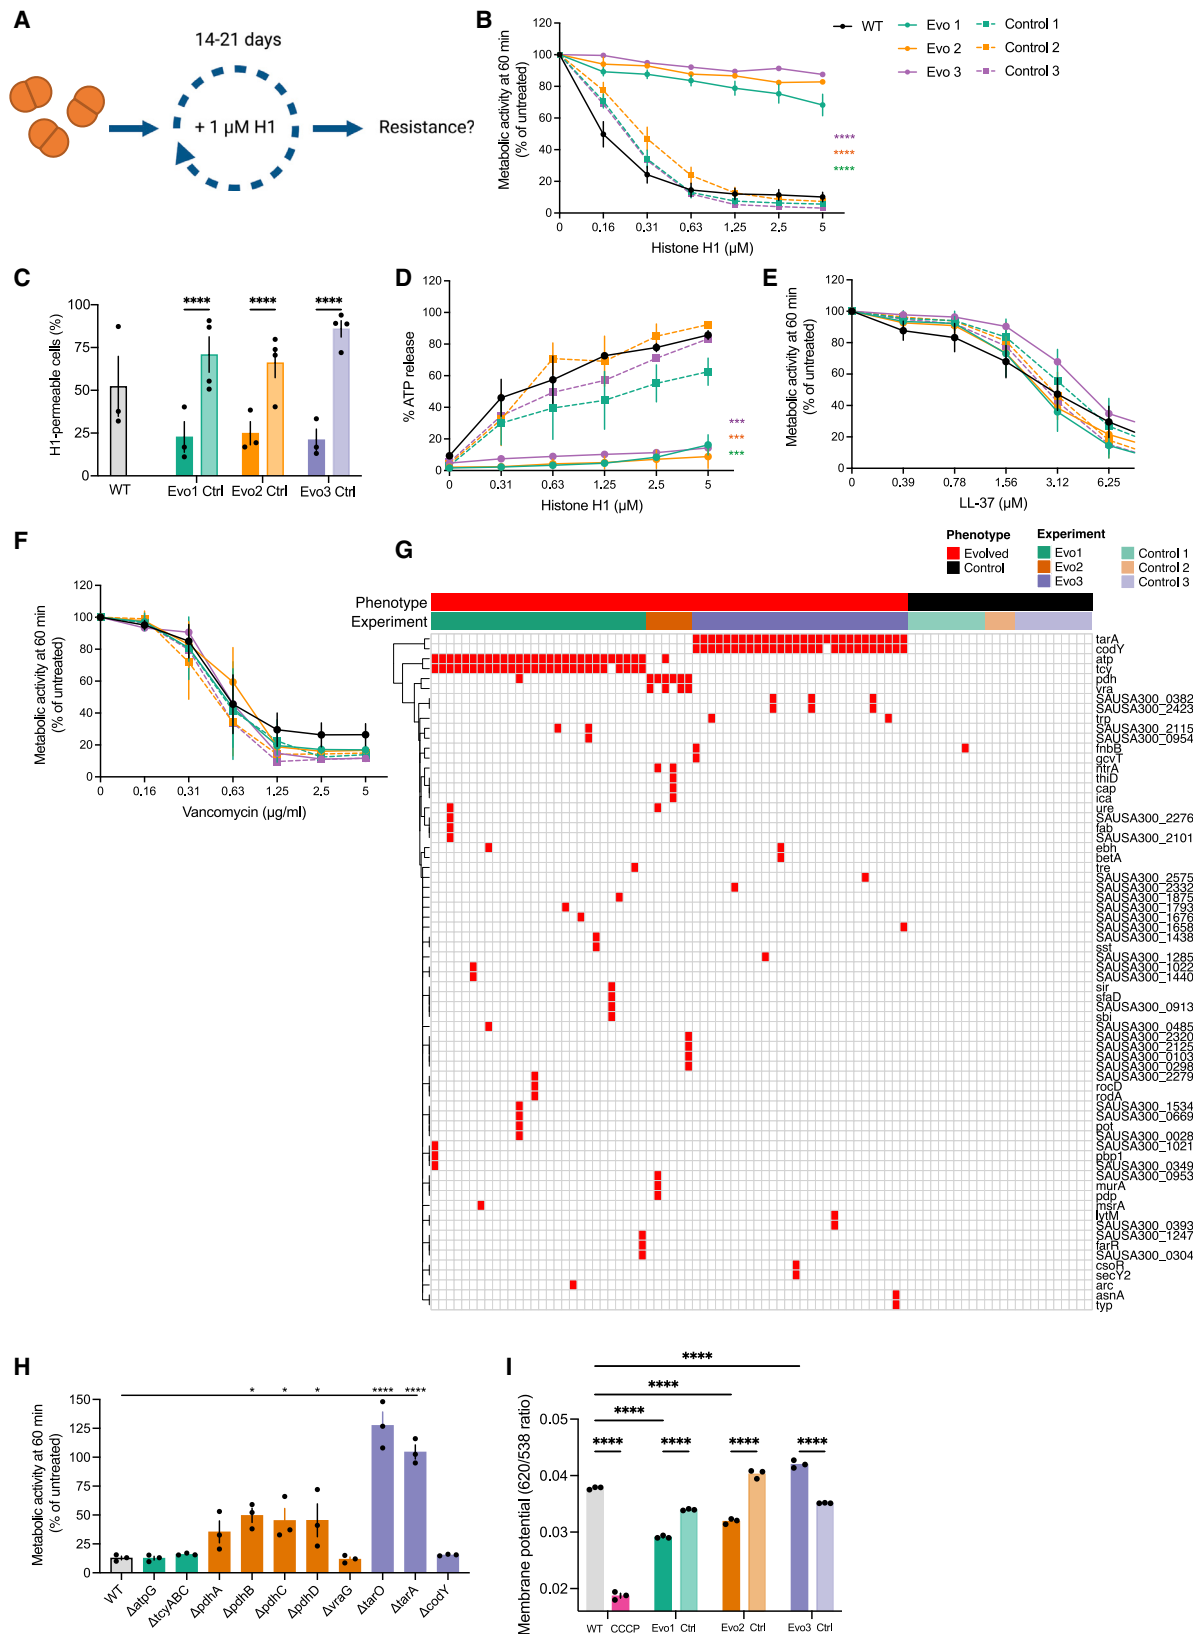 A
14-21 days
+ 1 µM H1
Resistance?
B
Metabolic activity at 60 min
(% of untreated)
120
100
80
60
40
20
0
0
0.16
0.31
0.63
1.25
2.5
5
Histone H1 (µM)
WT
Evo 1
Control 1
Evo 2
Control 2
Evo 3
Control 3
****
****
****
C
H1-permeable cells (%)
100
75
50
25
0
****
****
****
WT
Evo1 Ctrl
Evo2 Ctrl
Evo3 Ctrl
D
% ATP release
120
100
80
60
40
20
0
0
0.31
0.63
1.25
2.5
5
Histone H1 (µM)
***
***
***
E
Metabolic activity at 60 min
(% of untreated)
120
100
80
60
40
20
0
0
0.39
0.78
1.56
3.12
6.25
LL-37 (µM)
F
Metabolic activity at 60 min
(% of untreated)
120
100
80
60
40
20
0
0
0.16
0.31
0.63
1.25
2.5
5
Vancomycin (µg/ml)
G
Phenotype
Evolved
Control
Experiment
Evo1
Evo2
Evo3
Control 1
Control 2
Control 3
Phenotype
Experiment
tarA
codY
atp
tcy
pdh
vra
SAUSA300_0382
SAUSA300_2423
trp
SAUSA300_2115
SAUSA300_0954
fnbB
gcvT
ntrA
thiD
cap
ica
ure
SAUSA300_2276
fab
SAUSA300_2101
ebh
betA
tre
SAUSA300_2575
SAUSA300_2332
SAUSA300_1875
SAUSA300_1793
SAUSA300_1676
SAUSA300_1658
SAUSA300_1438
sst
SAUSA300_1285
SAUSA300_1022
SAUSA300_1440
sir
sfaD
SAUSA300_0913
sbi
SAUSA300_0485
SAUSA300_2320
SAUSA300_2125
SAUSA300_0103
SAUSA300_0298
SAUSA300_2279
rocD
rodA
SAUSA300_1534
SAUSA300_0669
pot
SAUSA300_0028
SAUSA300_1021
pbp1
SAUSA300_0349
SAUSA300_0953
murA
pdp
msrA
lytM
SAUSA300_0393
SAUSA300_1247
farR
SAUSA300_0304
csoR
secY2
arc
asnA
typ
H
Metabolic activity at 60 min
(% of untreated)
150
125
100
75
50
25
0
* * * **** ****
WT
ΔatpG
ΔtcyABC
ΔpdhA
ΔpdhB
ΔpdhC
ΔpdhD
ΔvraG
ΔtarO
ΔtarA
ΔcodY
I
Membrane potential (620/538 ratio)
0.05
0.04
0.03
0.02
****
****
****
**** **** **** ****
WT CCCP
Evo1 Ctrl
Evo2 Ctrl
Evo3 Ctrl